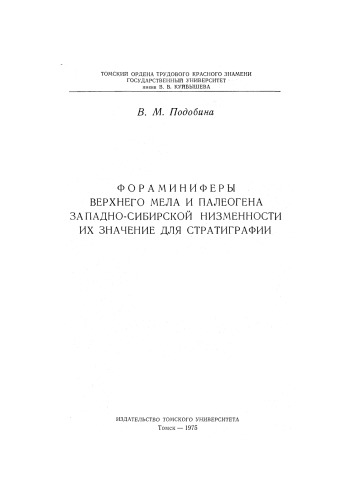 ТОМСКИЙ ОРДЕНА ТРУДОВОГО КРАСНОГО ЗНАМЕНИ
ГОСУДАРСТВЕННЫЙ УНИВЕРСИТЕТ
имени В. В. КУЙБЫШЕВА
В. М. Подобина
ФОРАМИНИФЕРЫ
ВЕРХНЕГО МЕЛА И ПАЛЕОГЕНА
ЗАПАДНО-СИБИРСКОЙ НИЗМЕННОСТИ
ИХ ЗНАЧЕНИЕ ДЛЯ СТРАТИГРАФИИ
ИЗДАТЕЛЬСТВО ТОМСКОГО УНИВЕРСИТЕТА
Томск — 1975